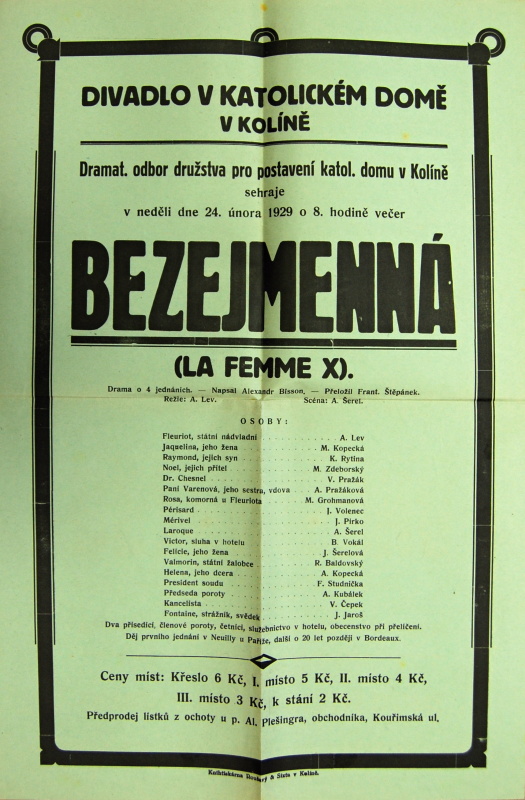 DIVADLO V KATOLICKÉM DOMĚ
V KOLÍNĚ
Dramat. odbor družstva pro postavení katol. domu v Kolíně
sehraje
v neděli dne 24. února 1929 o 8. hodině večer
BEZEJMENNÁ
(LA FEMME X).
Drama o 4 jednáních. — Napsal Alexandr Bisson, — Přeložil Frant. Štěpánek.
Režie: A. Lev. Scéna: A. Šerel.
OSOBY:
Fleuriot, státní nádvladní . . . . . . . . . . A. Lev
Jaquelina, jeho žena . . . . . . . . . . M. Kopecká
Raymond, jejich syn . . . . . . . . . . K. Rytina
Noel, jejich přítel . . . . . . . . . . M. Zdeborský
Dr. Chesnel . . . . . . . . . . V. Pražák
Paní Varenová, jeho sestra, vdova . . . . A. Pražáková
Rosa, komorná u Fleuriota . . . . . . M. Grohmanová
Périsard . . . . . . . . . . J. Volenec
Mérivel . . . . . . . . . . J. Pirko
Laroque . . . . . . . . . . A. Šerel
Victor, sluha v hotelu . . . . . . . . . . B. Vokál
Felicie, jeho žena . . . . . . . . . . J. Šerelová
Valmorin, státní žalobce . . . . . . . . R. Baldovský
Helena, jeho dcera . . . . . . . . . . A. Kopecká
President soudu . . . . . . . . . . F. Studnička
Předseda poroty . . . . . . . . . . A. Kubálek
Kancelista . . . . . . . . . . V. Čepek
Fontaine, strážník, svědek . . . . . . . . J. Jaroš
Dva přísedící, členové poroty, četníci, služebnictvo v hotelu, obecenstvo při přelíčení.
Děj prvního jednání v Neuilly u Paříže, další o 20 let později v Bordeaux.
Ceny míst: Křeslo 6 Kč, I. místo 5 Kč, II. místo 4 Kč,
III. místo 3 Kč, k stání 2 Kč.
Předprodej lístků z ochoty u p. Al. Plešingra, obchodníka, Kouřimská ul.
Knihtiskárna & Síste v Kolíně.